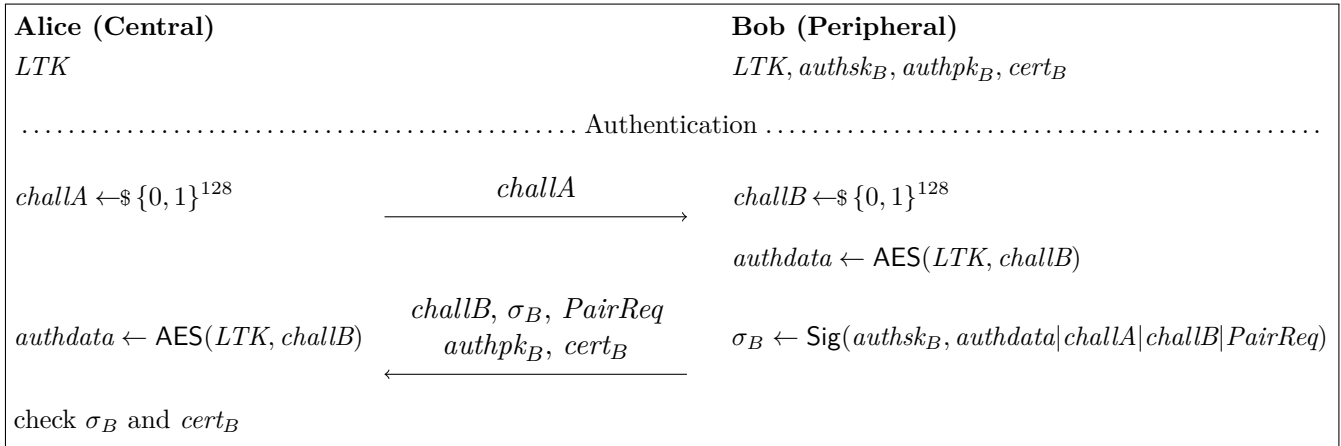 Alice (Central) Bob (Peripheral)
LTK LTK, authsk_B, authpk_B, cert_B
Authentication
challA ←$ {0, 1}^128 challA challB ←$ {0, 1}^128
authdata ← AES(LTK, challB)
challB, σ_B, PairReq
authdata ← AES(LTK, challB) authpk_B, cert_B σ_B ← Sig(authsk_B, authdata|challA|challB|PairReq)
check σ_B and cert_B